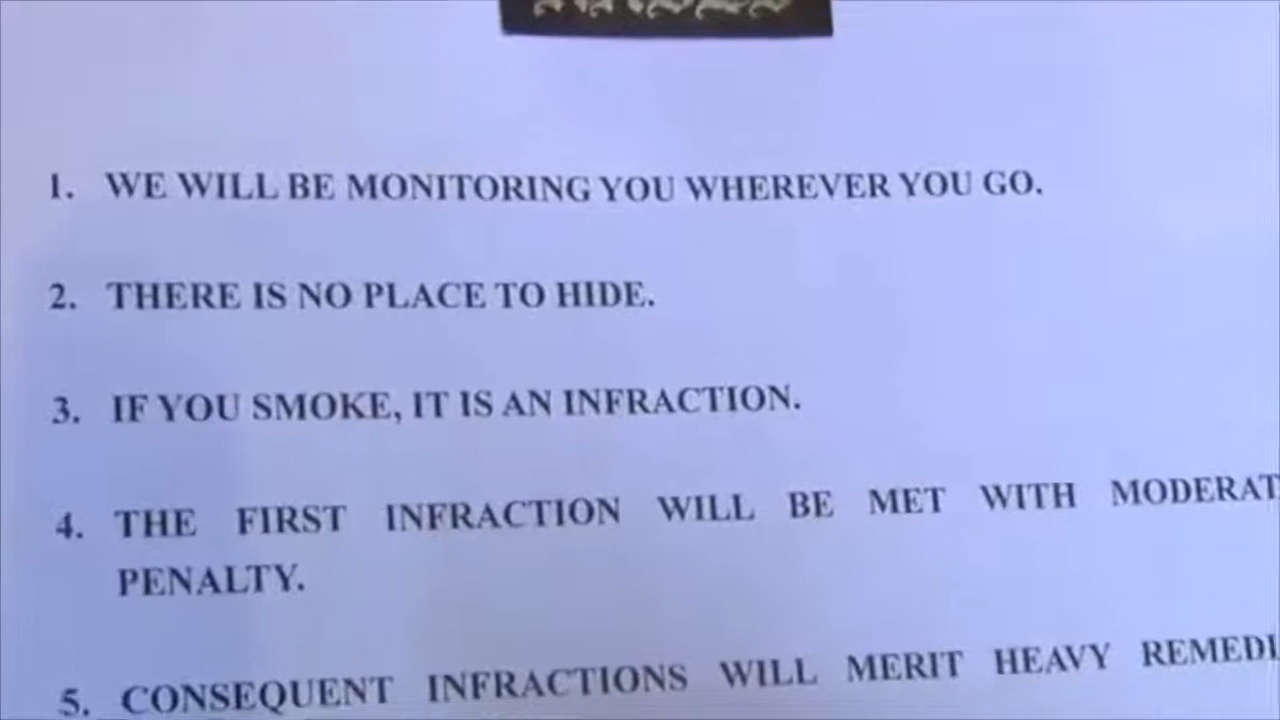 1. WE WILL BE MONITORING YOU WHEREVER YOU GO.
2. THERE IS NO PLACE TO HIDE.
3. IF YOU SMOKE, IT IS AN INFRACTION.
4. THE FIRST INFRACTION WILL BE MET WITH MODERAT
PENALTY.
5. CONSEQUENT INFRACTIONS WILL MERIT HEAVY REMEDI